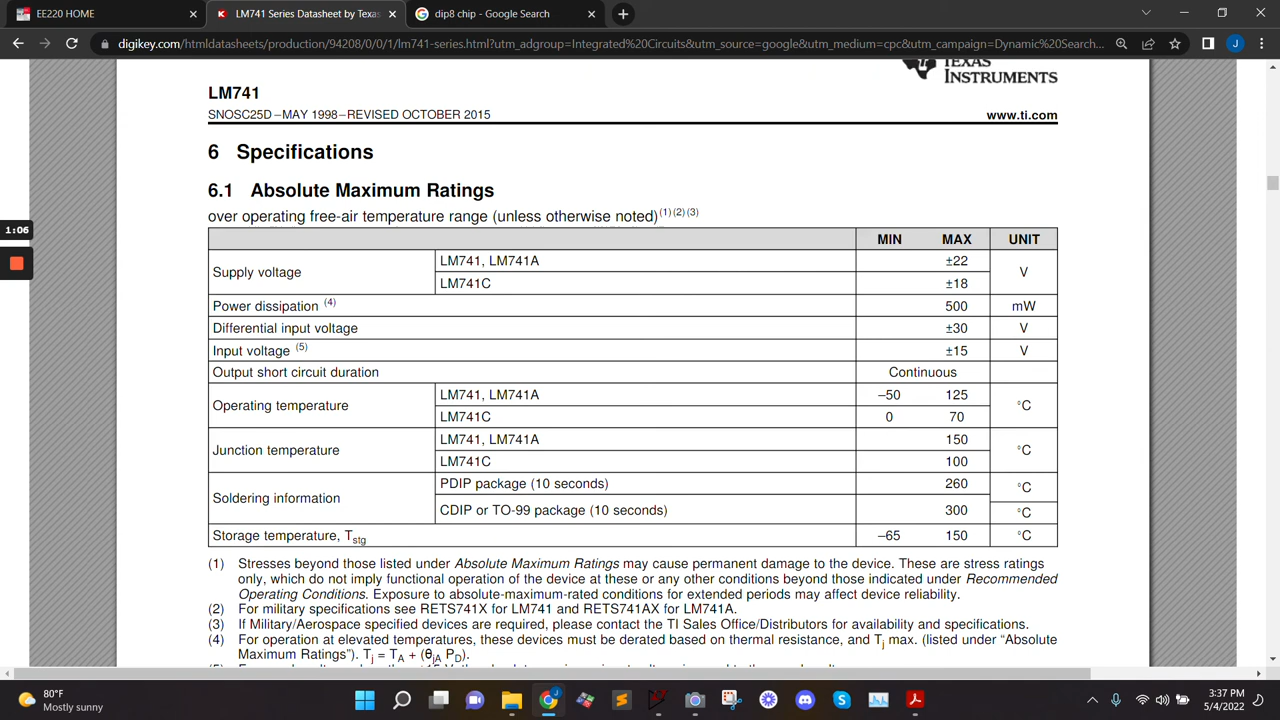 EE220 HOME
LM741 Series Datasheet by Texas
dip8 chip - Google Search
digikey.com/htmldatasheets/production/94208/0/0/1/lm741-series.html?utm_adgroup=Integrated%20Circuits&utm_source=google&utm_medium=cpc&utm_campaign=Dynamic%20Search...
J
TEXAS
INSTRUMENTS
LM741
SNOSC25D –MAY 1998–REVISED OCTOBER 2015
www.ti.com
6 Specifications
6.1 Absolute Maximum Ratings
over operating free-air temperature range (unless otherwise noted)(1)(2)(3)
MIN MAX UNIT
Supply voltage LM741, LM741A ±22 V
LM741C ±18
Power dissipation (4) 500 mW
Differential input voltage ±30 V
Input voltage (5) ±15 V
Output short circuit duration Continuous
Operating temperature LM741, LM741A –50 125 °C
LM741C 0 70
Junction temperature LM741, LM741A 150 °C
LM741C 100
Soldering information PDIP package (10 seconds) 260 °C
CDIP or TO-99 package (10 seconds) 300 °C
Storage temperature, Tstg –65 150 °C
(1) Stresses beyond those listed under Absolute Maximum Ratings may cause permanent damage to the device. These are stress ratings
only, which do not imply functional operation of the device at these or any other conditions beyond those indicated under Recommended
Operating Conditions. Exposure to absolute-maximum-rated conditions for extended periods may affect device reliability.
(2) For military specifications see RETS741X for LM741 and RETS741AX for LM741A.
(3) If Military/Aerospace specified devices are required, please contact the TI Sales Office/Distributors for availability and specifications.
(4) For operation at elevated temperatures, these devices must be derated based on thermal resistance, and Tj max. (listed under “Absolute
Maximum Ratings”). Tj = TA + (θjA PD).
1:06
80°F
Mostly sunny
3:37 PM
5/4/2022